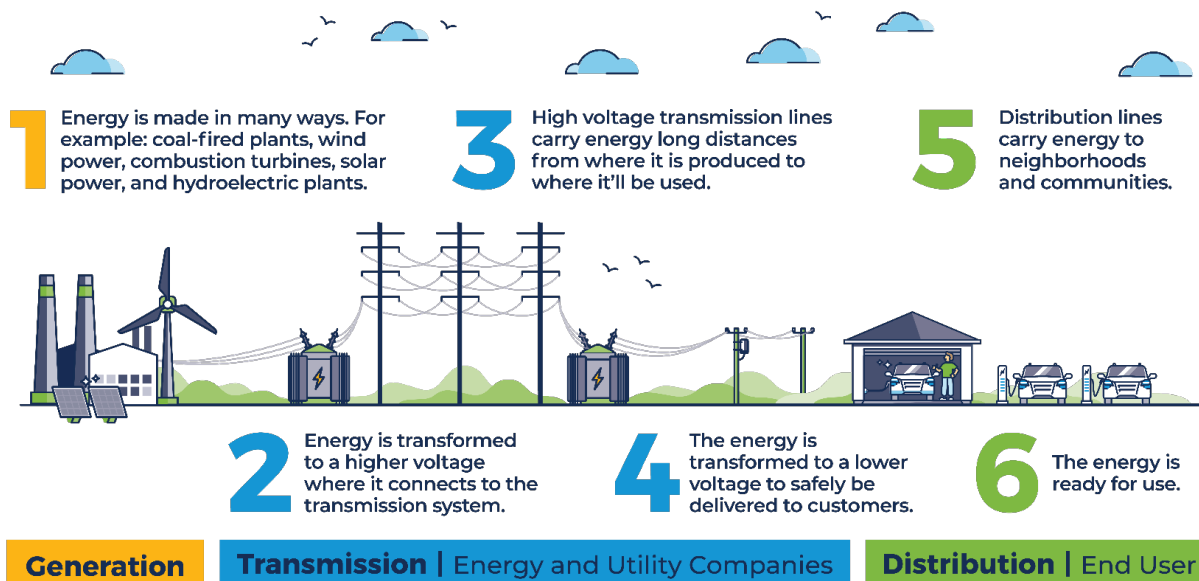 1
Energy is made in many ways. For
example: coal-fired plants, wind
power, combustion turbines, solar
power, and hydroelectric plants.
3
High voltage transmission lines
carry energy long distances
from where it is produced to
where it'll be used.
5
Distribution lines
carry energy to
neighborhoods
and communities.
2
Energy is transformed
to a higher voltage
where it connects to the
transmission system.
4
The energy is
transformed to a lower
voltage to safely be
delivered to customers.
6
The energy is
ready for use.
Generation
Transmission | Energy and Utility Companies
Distribution | End User